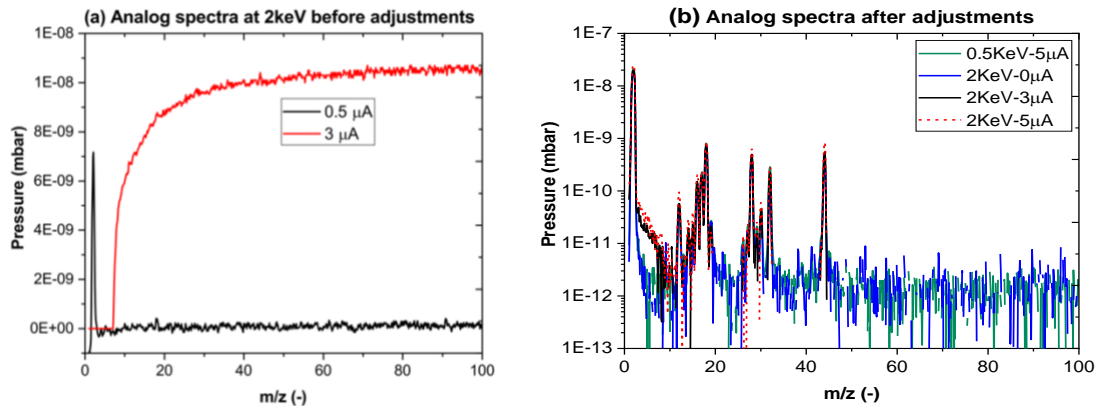 (a) Analog spectra at 2keV before adjustments
1E-08
1E-08
8E-09
6E-09
4E-09
2E-09
0E+00
Pressure (mbar)
0.5 μA
3 μA
0 20 40 60 80 100
m/z (-)
(b) Analog spectra after adjustments
1E-7
1E-8
1E-9
1E-10
1E-11
1E-12
1E-13
Pressure (mbar)
0.5KeV-5μA
2KeV-0μA
2KeV-3μA
2KeV-5μA
0 20 40 60 80 100
m/z (-)